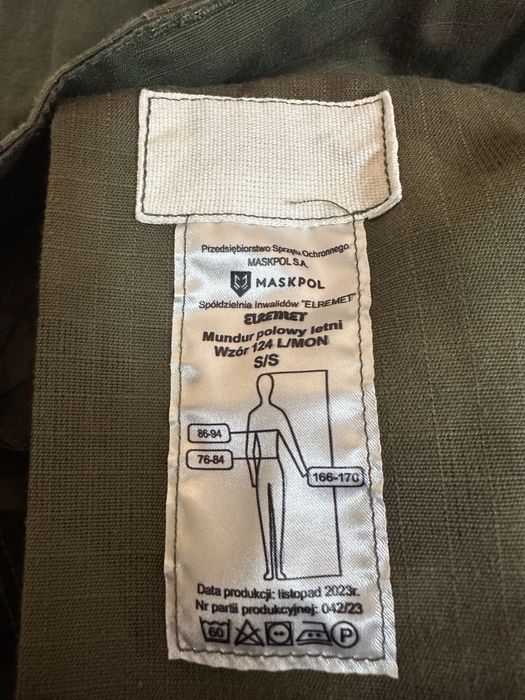 Przedsiębiorstwo Sprzętu Ochronnego
MASKPOL S.A.
MASKPOL
Spółdzielnia Inwalidów "ELREMET"
ELREMET
Mundur polowy letni
Wzór 124 L/MON
S/S
86-94
76-84
166-170
Data produkcji: listopad 2023r.
Nr partii produkcyjnej: 042/23
60 P